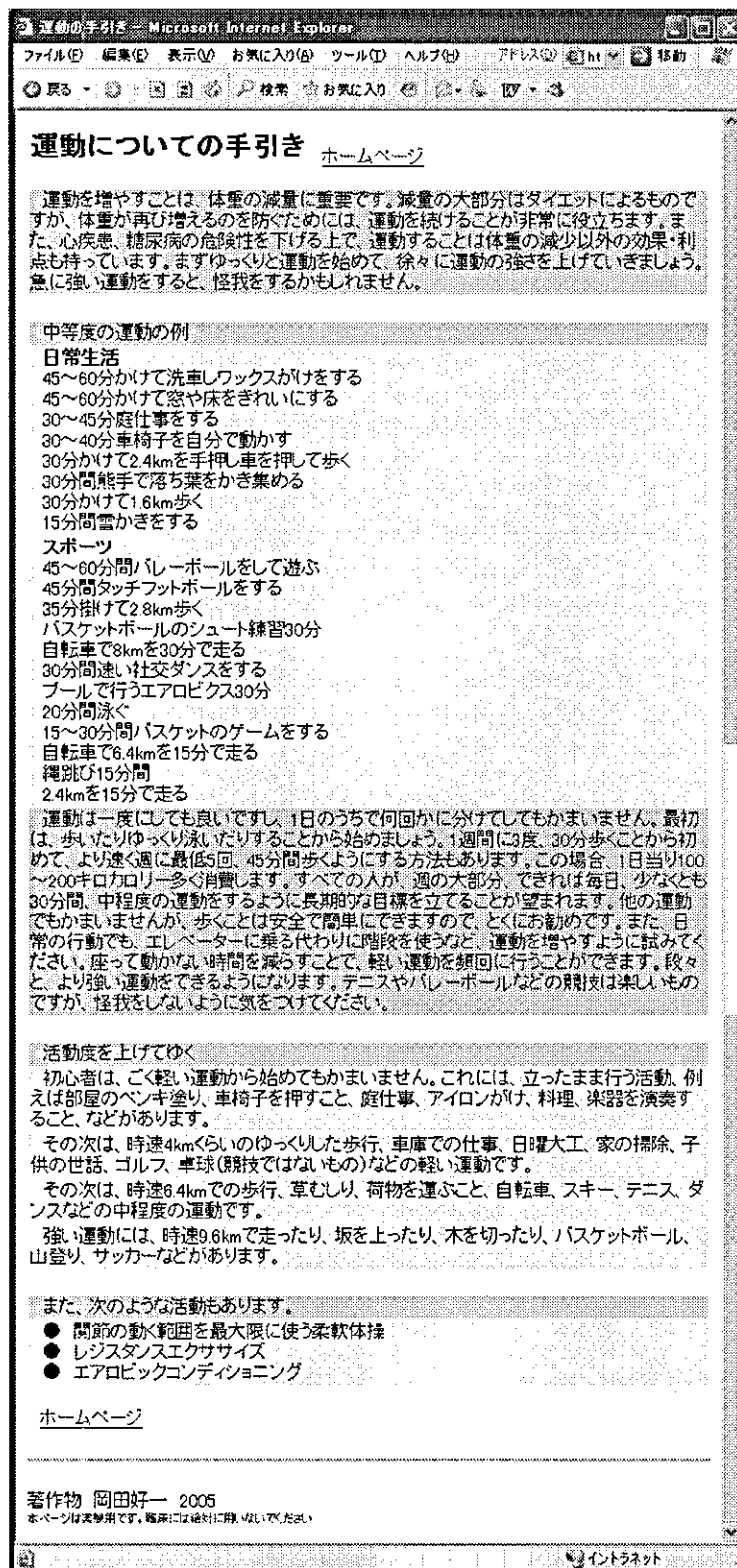 運動の手引き - Microsoft Internet Explorer
ファイル(F) 編集(E) 表示(V) お気に入り(A) ツール(T) ヘルプ(H) アドレス(D) ht 移動
戻る 検索 お気に入り
運動についての手引き ホームページ
運動を増やすことは、体重の減量に重要です。減量の大部分はダイエットによるもので
すが、体重が再び増えるのを防ぐためには、運動を続けることが非常に役立ちます。ま
た、心疾患、糖尿病の危険性を下げる上で、運動することは体重の減少以外の効果・利
点も持っています。まずゆっくりと運動を始めて、徐々に運動の強さを上げていきましょう。
急に強い運動をすると、怪我をするかもしれません。
中等度の運動の例
日常生活
45～60分かけて洗車しワックスがけをする
45～60分かけて窓や床をきれいにする
30～45分庭仕事をする
30～40分車椅子を自分で動かす
30分かけて2.4kmを手押し車を押して歩く
30分間熊手で落ち葉をかき集める
30分かけて1.6km歩く
15分間雪かきをする
スポーツ
45～60分間バレーボールをして遊ぶ
45分間タッチフットボールをする
35分掛けて2.8km歩く
バスケットボールのシュート練習30分
自転車で8kmを30分で走る
30分間速い社交ダンスをする
プールで行うエアロビクス30分
20分間泳ぐ
15～30分間バスケットのゲームをする
自転車で6.4kmを15分で走る
縄跳び15分間
2.4kmを15分で走る
運動は一度にしても良いですし、1日のうちで何回かに分けてしてもかまいません。最初
は、歩いたりゆっくり泳いだりすることから始めましょう。1週間に3度、30分歩くことから初
めて、より速く週に最低5回、45分間歩くようにする方法もあります。この場合、1日当り100
～200キロカロリー多く消費します。すべての人が、週の大部分、できれば毎日、少なくとも
30分間、中程度の運動をするように長期的な目標を立てることが望まれます。他の運動
でもかまいませんが、歩くことは安全で簡単にできますので、とくにお勧めです。また、日
常の行動でも、エレベーターに乗る代わりに階段を使うなど、運動を増やすように試みてく
ださい。座って動かない時間を減らすことで、軽い運動を頻回に行うことができます。段々
と、より強い運動をできるようになります。テニスやバレーボールなどの競技は楽しいもの
ですが、怪我をしないように気をつけてください。
活動度を上げてゆく
初心者は、ごく軽い運動から始めてもかまいません。これには、立ったまま行う活動、例
えば部屋のペンキ塗り、車椅子を押すこと、庭仕事、アイロンがけ、料理、楽器を演奏す
ること、などがあります。
その次は、時速4kmくらいのゆっくりした歩行、車庫での仕事、日曜大工、家の掃除、子
供の世話、ゴルフ、卓球(競技ではないもの)などの軽い運動です。
その次は、時速6.4kmでの歩行、草むしり、荷物を運ぶこと、自転車、スキー、テニス、ダ
ンスなどの中程度の運動です。
強い運動には、時速9.6kmで走ったり、坂を上ったり、木を切ったり、バスケットボール、
山登り、サッカーなどがあります。
また、次のような活動もあります。
● 関節の動く範囲を最大限に使う柔軟体操
● レジスタンスエクササイズ
● エアロビックコンディショニング
ホームページ
著作物 岡田好一 2005
本ページは実験用です。臨床には絶対に用いないでください
イントラネット